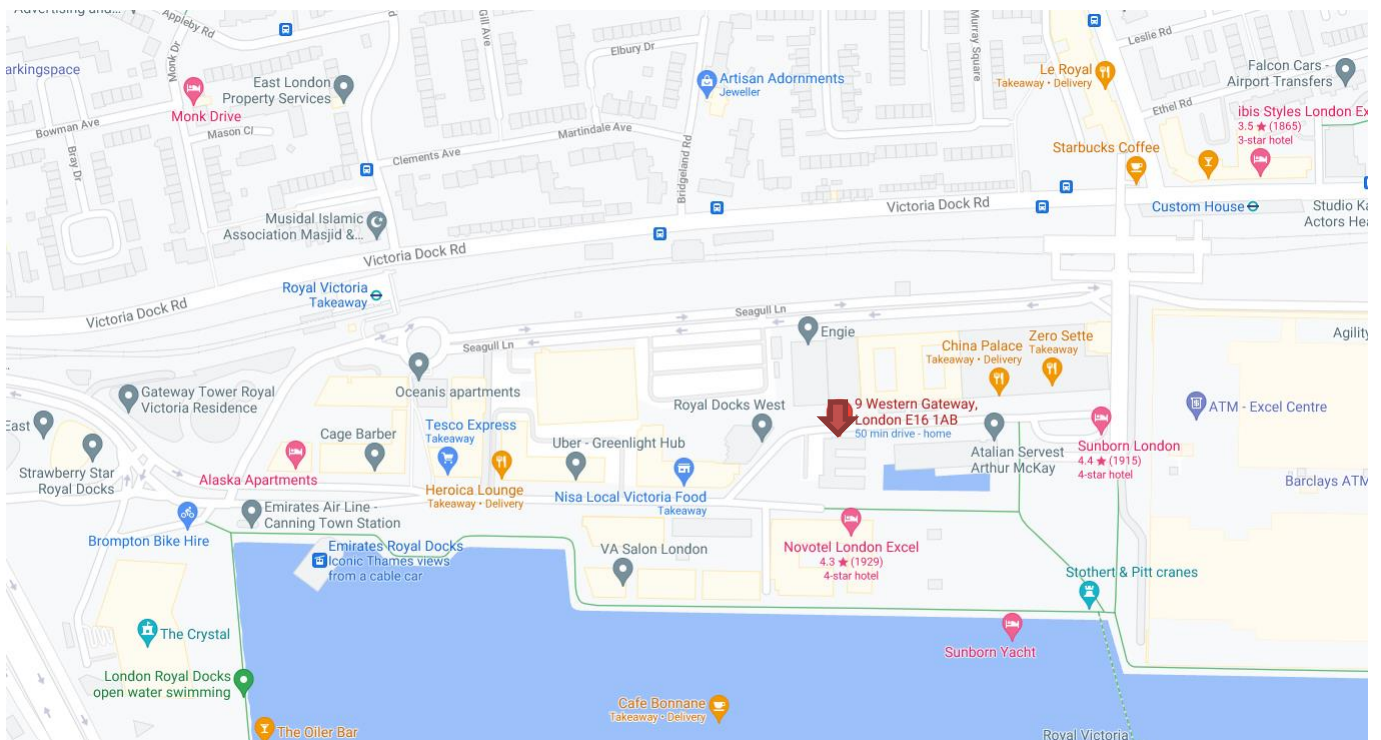 Advertising and...
Appleby Rd
Monk Dr
Gill Ave
Elbury Dr
Murray Square
Leslie Rd
arkingspace
East London
Property Services
Monk Drive
Artisan Adornments
Jeweller
Le Royal
Takeaway • Delivery
Falcon Cars -
Airport Transfers
Ethel Rd
ibis Styles London Ex
3.5 ★ (1865)
3-star hotel
Bowman Ave
Mason Cl
Bray Dr
Martindale Ave
Clements Ave
Bridgeland Rd
Starbucks Coffee
Custom House
Studio Ka
Actors Hea
Musidal Islamic
Association Masjid &...
Victoria Dock Rd
Victoria Dock Rd
Victoria Dock Rd
Royal Victoria
Takeaway
Seagull Ln
Seagull Ln
Engie
China Palace
Takeaway • Delivery
Zero Sette
Takeaway
Agility
Oceanis apartments
Gateway Tower Royal
Victoria Residence
East
Royal Docks West
9 Western Gateway,
London E16 1AB
50 min drive - home
ATM - Excel Centre
Strawberry Star
Royal Docks
Cage Barber
Tesco Express
Takeaway
Uber - Greenlight Hub
Atalian Servest
Arthur McKay
Sunborn London
4.4 ★ (1915)
4-star hotel
Alaska Apartments
Heroica Lounge
Takeaway • Delivery
Nisa Local Victoria Food
Takeaway
Barclays ATM
Emirates Air Line -
Canning Town Station
Brompton Bike Hire
Emirates Royal Docks
Iconic Thames views
from a cable car
VA Salon London
Novotel London Excel
4.3 ★ (1929)
4-star hotel
Stothert & Pitt cranes
The Crystal
Sunborn Yacht
London Royal Docks
open water swimming
Cafe Bonnane
Takeaway • Delivery
The Oiler Bar
Royal Victoria